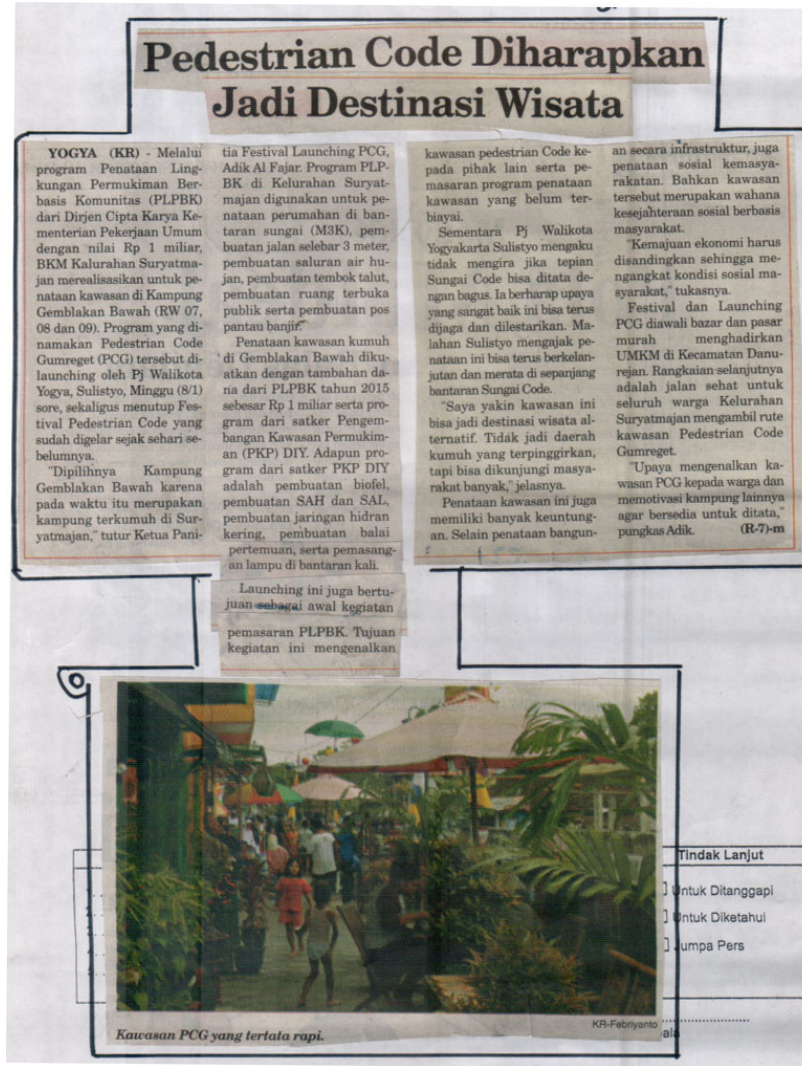 Pedestrian Code Diharapkan
Jadi Destinasi Wisata
YOGYA (KR) - Melalui
program Penataan Ling-
kungan Permukiman Ber-
basis Komunitas (PLPBK)
dari Dirjen Cipta Karya Ke-
menterian Pekerjaan Umum
dengan nilai Rp 1 miliar,
BKM Kalurahan Suryatma-
jan merealisasikan untuk pe-
nataan kawasan di Kampung
Gemblakan Bawah (RW 07,
08 dan 09). Program yang di-
namakan Pedestrian Code
Gumreget (PCG) tersebut di-
launching oleh Pj Walikota
Yogya, Sulistyo, Minggu (8/1)
sore, sekaligus menutup Fes-
tival Pedestrian Code yang
sudah digelar sejak sehari se-
belumnya.
"Dipilihnya Kampung
Gemblakan Bawah karena
pada waktu itu merupakan
kampung terkumuh di Sur-
yatmajan," tutur Ketua Pani-
tia Festival Launching PCG,
Adik Al Fajar. Program PLP-
BK di Kelurahan Suryat-
majan digunakan untuk pe-
nataan perumahan di ban-
taran sungai (M3K), pem-
buatan jalan selebar 3 meter,
pembuatan saluran air hu-
jan, pembuatan tembok talut,
pembuatan ruang terbuka
publik serta pembuatan pos
pantau banjir."
Penataan kawasan kumuh
di Gemblakan Bawah diku-
atkan dengan tambahan da-
na dari PLPBK tahun 2015
sebesar Rp 1 miliar serta pro-
gram dari satker Pengem-
bangan Kawasan Permukim-
an (PKP) DIY. Adapun pro-
gram dari satker PKP DIY
adalah pembuatan biofel,
pembuatan SAH dan SAL,
pembuatan jaringan hidran
kering, pembuatan balai
pertemuan, serta pemasang-
an lampu di bantaran kali.
Launching ini juga bertu-
juan sebagai awal kegiatan
pemasaran PLPBK. Tujuan
kegiatan ini mengenalkan
kawasan pedestrian Code ke-
pada pihak lain serta pe-
masaran program penataan
kawasan yang belum ter-
biayai.
Sementara Pj Walikota
Yogyakarta Sulistyo mengaku
tidak mengira jika tepian
Sungai Code bisa ditata de-
ngan bagus. Ia berharap upaya
yang sangat baik ini bisa terus
dijaga dan dilestarikan. Ma-
lahan Sulistyo mengajak pe-
nataan ini bisa terus berkelan-
jutan dan merata di sepanjang
bantaran Sungai Code.
"Saya yakin kawasan ini
bisa jadi destinasi wisata al-
ternatif. Tidak jadi daerah
kumuh yang terpinggirkan,
tapi bisa dikunjungi masya-
rakat banyak," jelasnya.
Penataan kawasan ini juga
memiliki banyak keuntung-
an. Selain penataan bangun-
an secara infrastruktur, juga
penataan sosial kemasya-
rakatan. Bahkan kawasan
tersebut merupakan wahana
kesejahteraan sosial berbasis
masyarakat.
"Kemajuan ekonomi harus
disandingkan sehingga me-
ngangkat kondisi sosial ma-
syarakat," tukasnya.
Festival dan Launching
PCG diawali bazar dan pasar
murah menghadirkan
UMKM di Kecamatan Danu-
rejan. Rangkaian selanjutnya
adalah jalan sehat untuk
seluruh warga Kelurahan
Suryatmajan mengambil rute
kawasan Pedestrian Code
Gumreget.
"Upaya mengenalkan ka-
wasan PCG kepada warga dan
memotivasi kampung lainnya
agar bersedia untuk ditata,"
pungkas Adik. (R-7)-m
Tindak Lanjut
Untuk Ditanggapi
Untuk Diketahui
Jumpa Pers
KR-Febriyanto
Kawasan PCG yang tertata rapi.